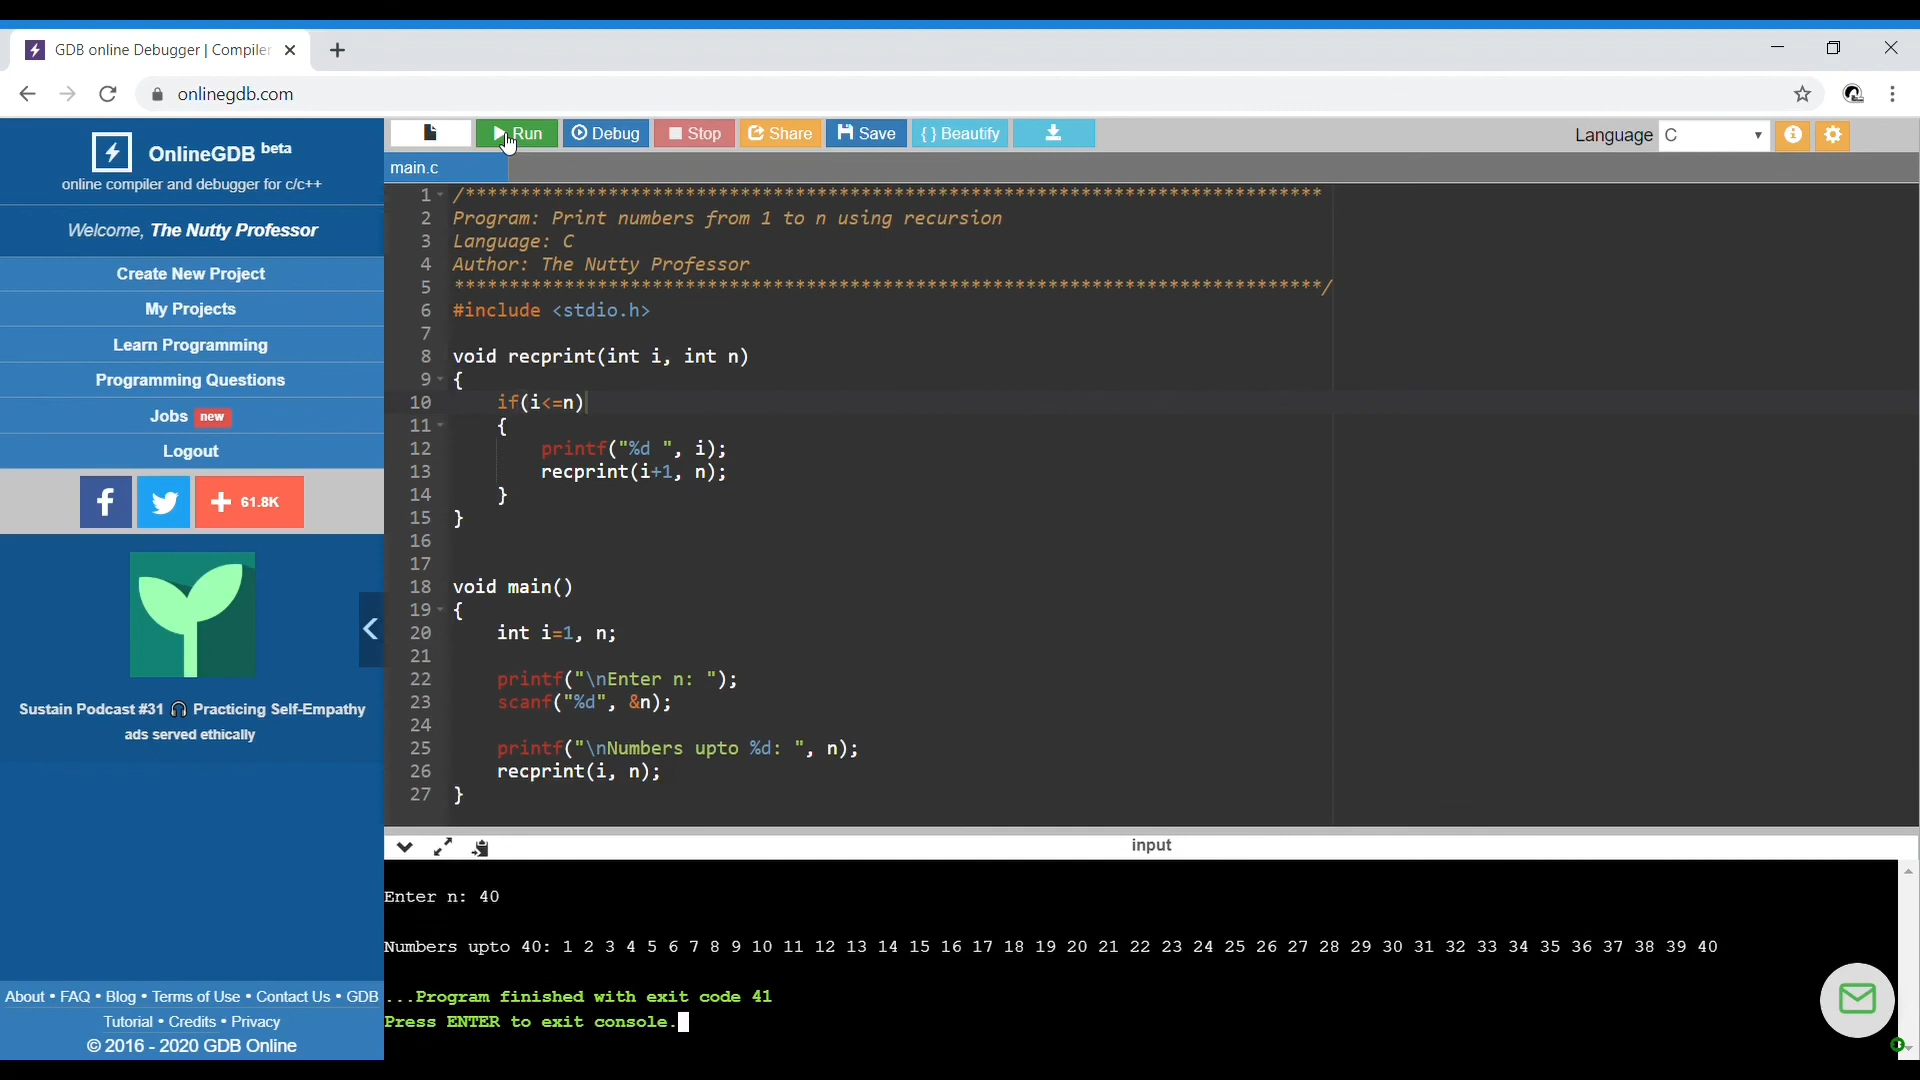 GDB online Debugger | Compiler
onlinegdb.com
OnlineGDB beta
online compiler and debugger for c/c++
Welcome, The Nutty Professor
Create New Project
My Projects
Learn Programming
Programming Questions
Jobs new
Logout
61.8K
Sustain Podcast #31 🎧 Practicing Self-Empathy
ads served ethically
About • FAQ • Blog • Terms of Use • Contact Us • GDB
Tutorial • Credits • Privacy
© 2016 - 2020 GDB Online
Run Debug Stop Share Save { } Beautify
Language C
main.c
1 /******************************************************************************
2 Program: Print numbers from 1 to n using recursion
3 Language: C
4 Author: The Nutty Professor
5 *******************************************************************************/
6 #include <stdio.h>
7
8 void recprint(int i, int n)
9 {
10     if(i<=n)
11     {
12         printf("%d ", i);
13         recprint(i+1, n);
14     }
15 }
16
17
18 void main()
19 {
20     int i=1, n;
21
22     printf("\nEnter n: ");
23     scanf("%d", &n);
24
25     printf("\nNumbers upto %d: ", n);
26     recprint(i, n);
27 }
input
Enter n: 40
Numbers upto 40: 1 2 3 4 5 6 7 8 9 10 11 12 13 14 15 16 17 18 19 20 21 22 23 24 25 26 27 28 29 30 31 32 33 34 35 36 37 38 39 40
...Program finished with exit code 41
Press ENTER to exit console.